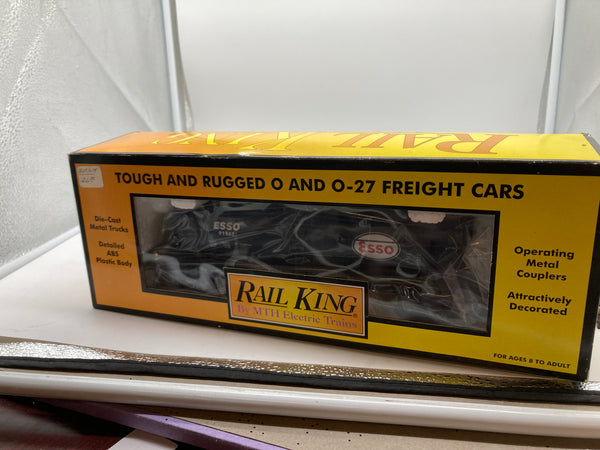 RAIL KING
TOUGH AND RUGGED O AND O-27 FREIGHT CARS
Die-Cast
Metal Trucks
Detailed
ABS
Plastic Body
ESSO
ESSO
RAIL KING®
By MTH Electric Trains
Operating
Metal
Couplers
Attractively
Decorated
FOR AGES 8 TO ADULT